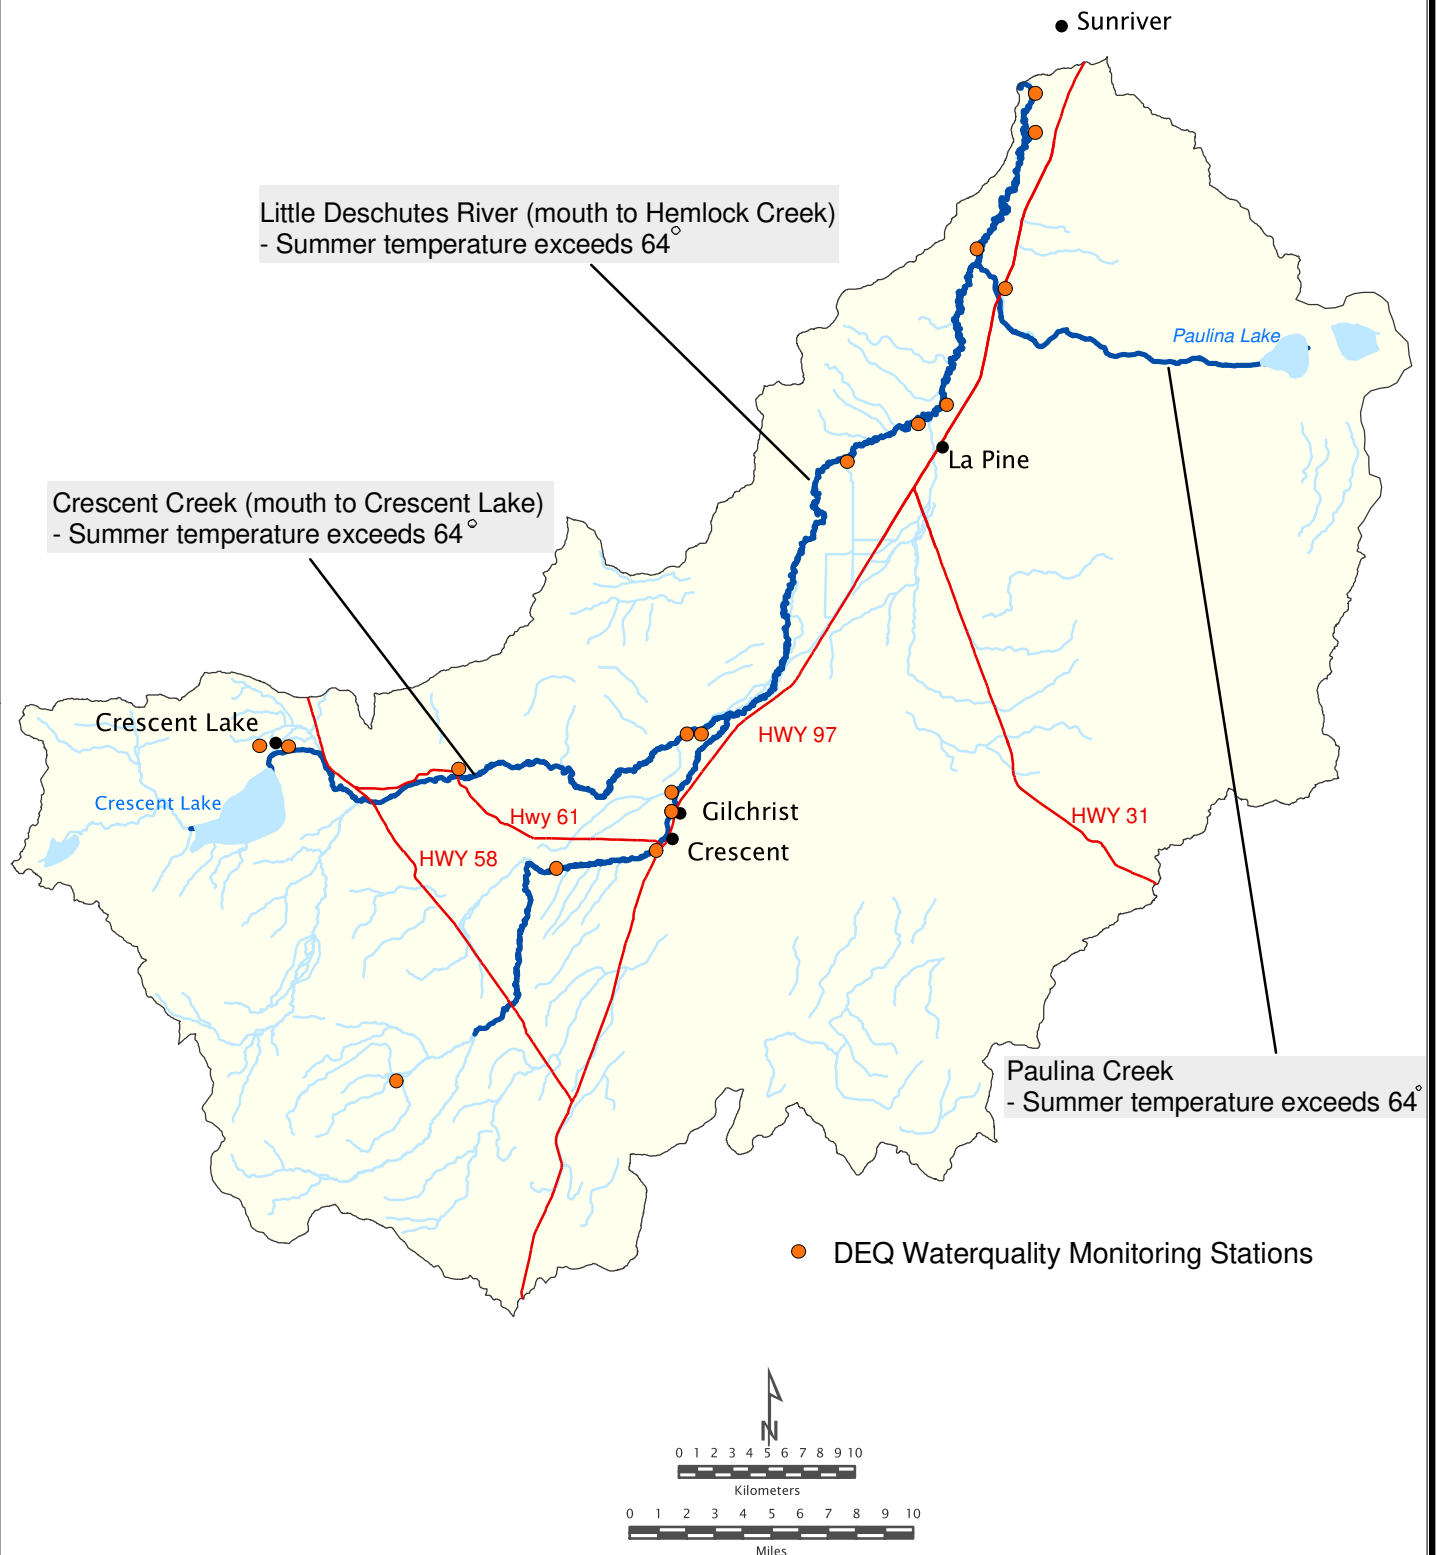 Sunriver
Little Deschutes River (mouth to Hemlock Creek)
- Summer temperature exceeds 64°
Paulina Lake
La Pine
Crescent Creek (mouth to Crescent Lake)
- Summer temperature exceeds 64°
Crescent Lake
HWY 97
Crescent Lake
Hwy 61
Gilchrist
HWY 31
HWY 58
Crescent
Paulina Creek
- Summer temperature exceeds 64°
DEQ Waterquality Monitoring Stations
N
0 1 2 3 4 5 6 7 8 9 10
Kilometers
0 1 2 3 4 5 6 7 8 9 10
Miles